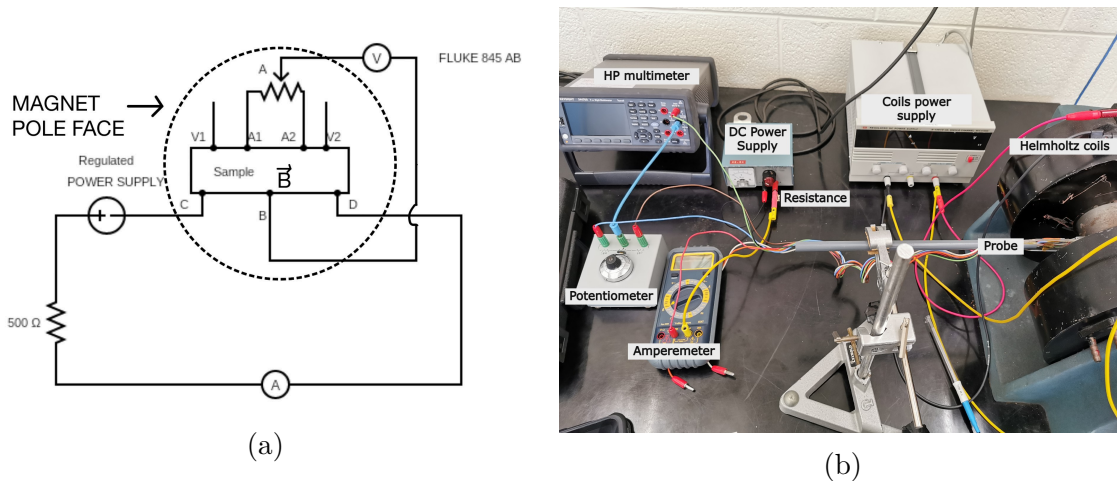 A
V
FLUKE 845 AB
MAGNET
POLE FACE
V1
A1
A2
V2
Regulated
POWER SUPPLY
Sample
B
C
B
D
500 Ω
A
(a)
HP multimeter
DC Power
Supply
Coils power
supply
Helmholtz coils
Resistance
Probe
Potentiometer
Amperemeter
(b)